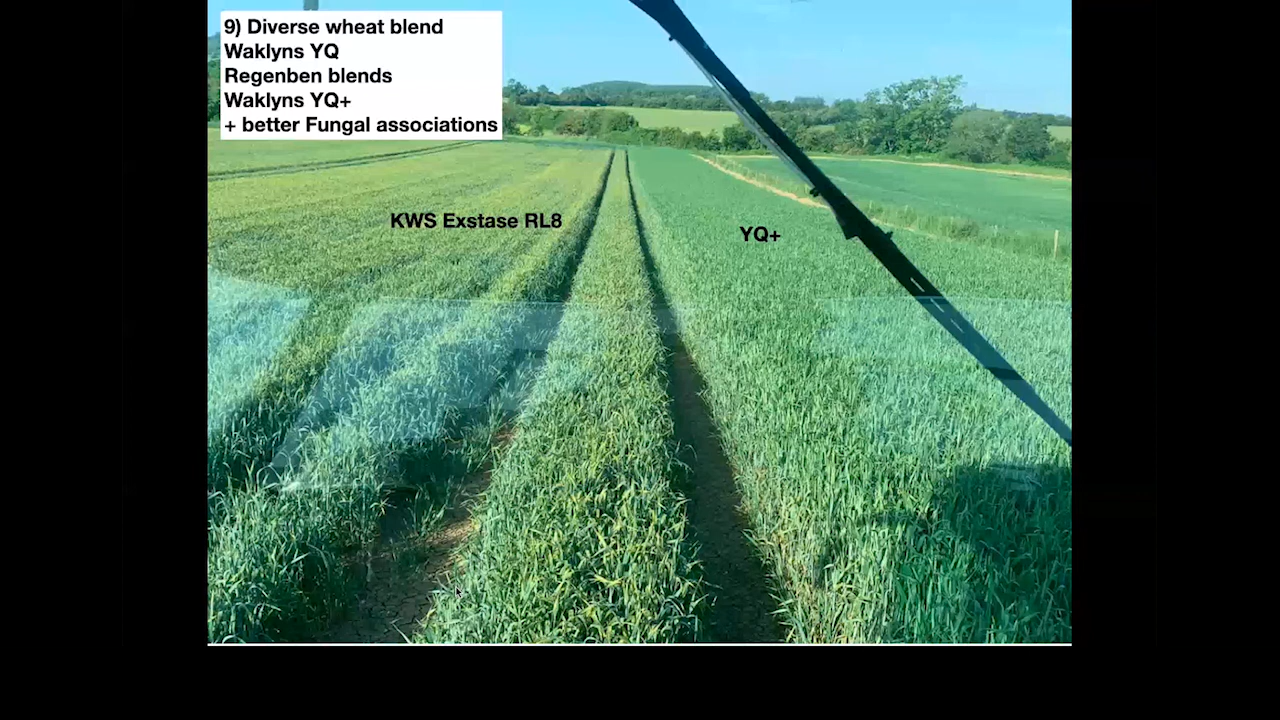 9) Diverse wheat blend
Waklyns YQ
Regenben blends
Waklyns YQ+
+ better Fungal associations
KWS Exstase RL8
YQ+